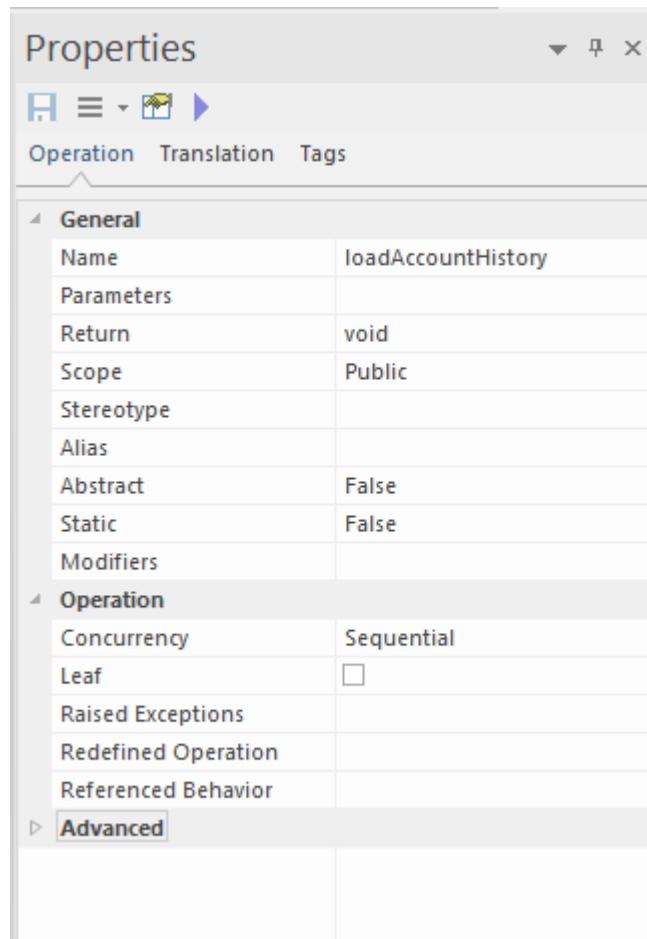 Properties
Operation Translation Tags
General
Name loadAccountHistory
Parameters
Return void
Scope Public
Stereotype
Alias
Abstract False
Static False
Modifiers
Operation
Concurrency Sequential
Leaf
Raised Exceptions
Redefined Operation
Referenced Behavior
Advanced